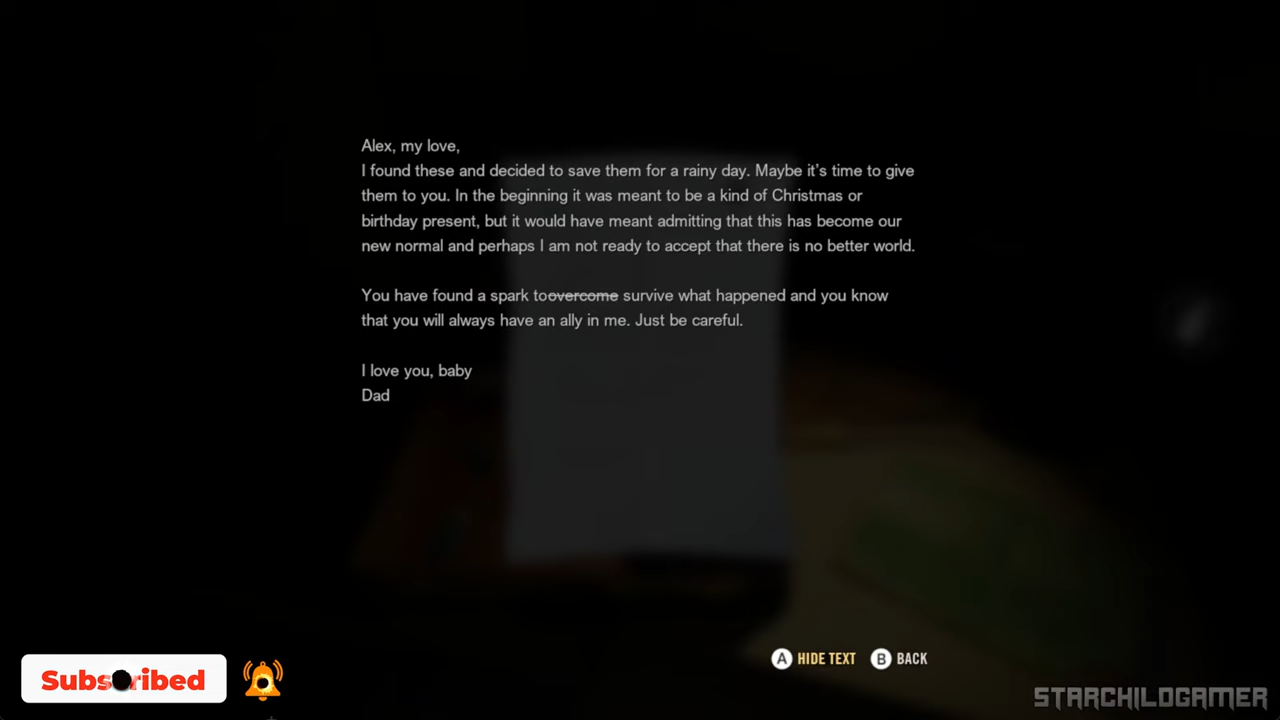 Alex, my love,
I found these and decided to save them for a rainy day. Maybe it's time to give
them to you. In the beginning it was meant to be a kind of Christmas or
birthday present, but it would have meant admitting that this has become our
new normal and perhaps I am not ready to accept that there is no better world.
You have found a spark to overcome survive what happened and you know
that you will always have an ally in me. Just be careful.
I love you, baby
Dad
A HIDE TEXT B BACK
Subscribed
STARCHILDGAMER